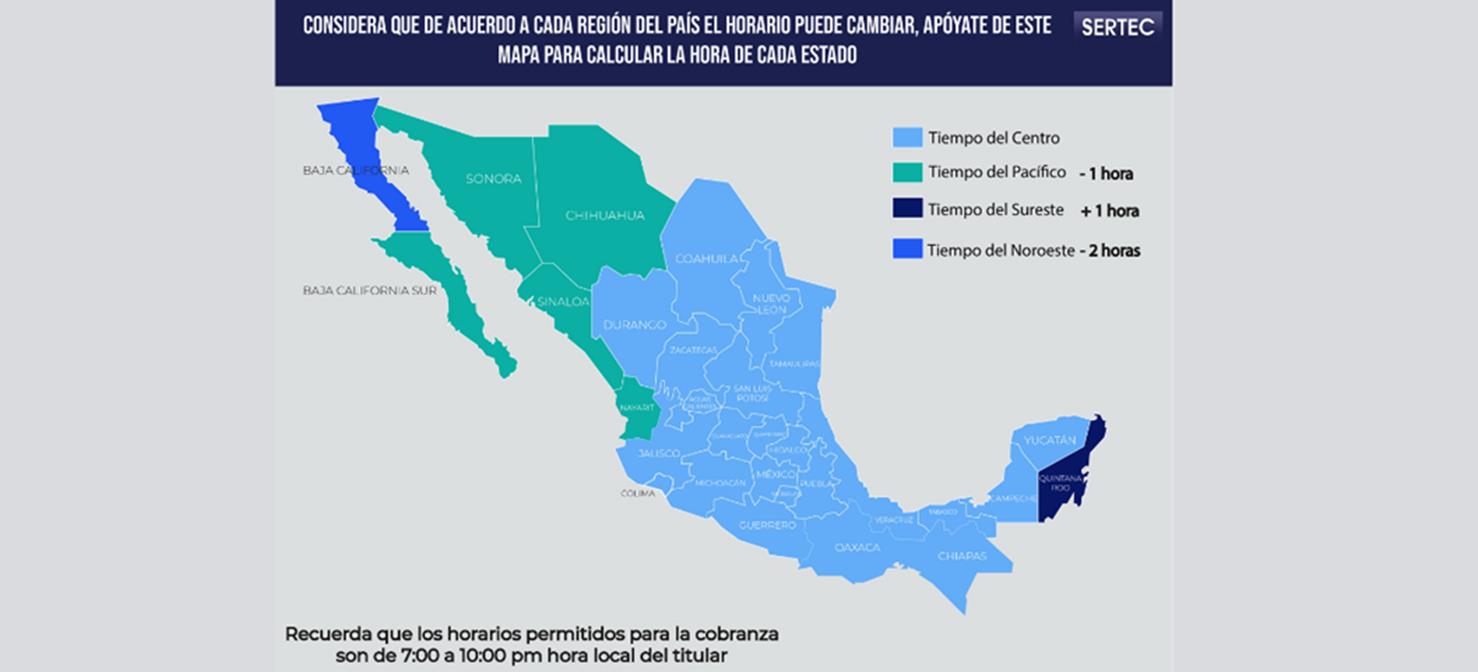 CONSIDERA QUE DE ACUERDO A CADA REGIÓN DEL PAÍS EL HORARIO PUEDE CAMBIAR, APÓYATE DE ESTE
MAPA PARA CALCULAR LA HORA DE CADA ESTADO
SERTEC
Tiempo del Centro
Tiempo del Pacífico - 1 hora
Tiempo del Sureste + 1 hora
Tiempo del Noroeste - 2 horas
BAJA CALIFORNIA
SONORA
CHIHUAHUA
COAHUILA
BAJA CALIFORNIA SUR
SINALOA
NUEVO
LEÓN
DURANGO
ZACATECAS
TAMAULIPAS
SAN LUIS
POTOSÍ
NAYARIT
YUCATÁN
HIDALGO
JALISCO
MÉXICO
MICHOACÁN
PUEBLA
QUINTANA
ROO
COLIMA
CAMPECHE
TABASCO
VERACRUZ
GUERRERO
OAXACA
CHIAPAS
Recuerda que los horarios permitidos para la cobranza
son de 7:00 a 10:00 pm hora local del titular